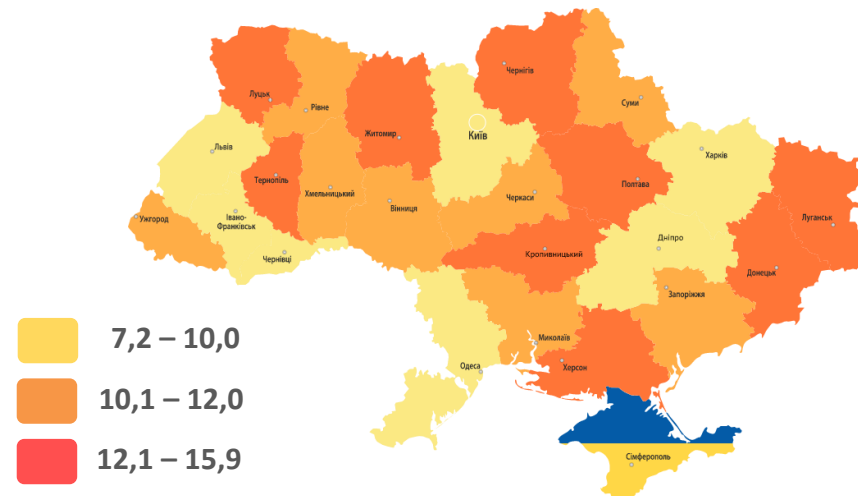 Чернігів
Луцьк
Рівне
Суми
Київ
Житомир
Львів
Харків
Тернопіль
Полтава
Хмельницький
Черкаси
Вінниця
Івано-
Франківськ
Ужгород
Луганськ
Дніпро
Чернівці
Кропивницький
Донецьк
Запоріжжя
Миколаїв
Одеса
Херсон
Сімферополь
7,2 – 10,0
10,1 – 12,0
12,1 – 15,9